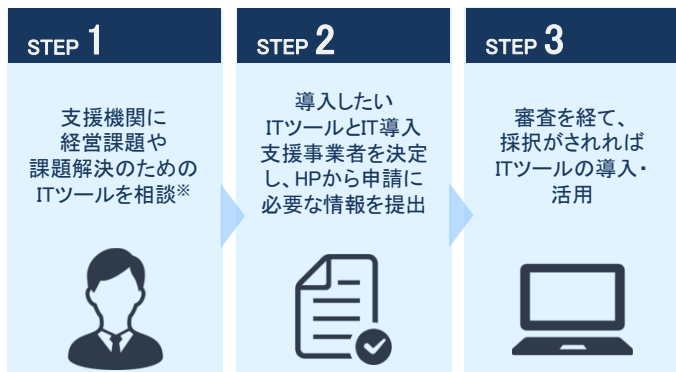 STEP 1
支援機関に
経営課題や
課題解決のための
ITツールを相談※
STEP 2
導入したい
ITツールとIT導入
支援事業者を決定
し、HPから申請に
必要な情報を提出
STEP 3
審査を経て、
採択がされれば
ITツールの導入・
活用